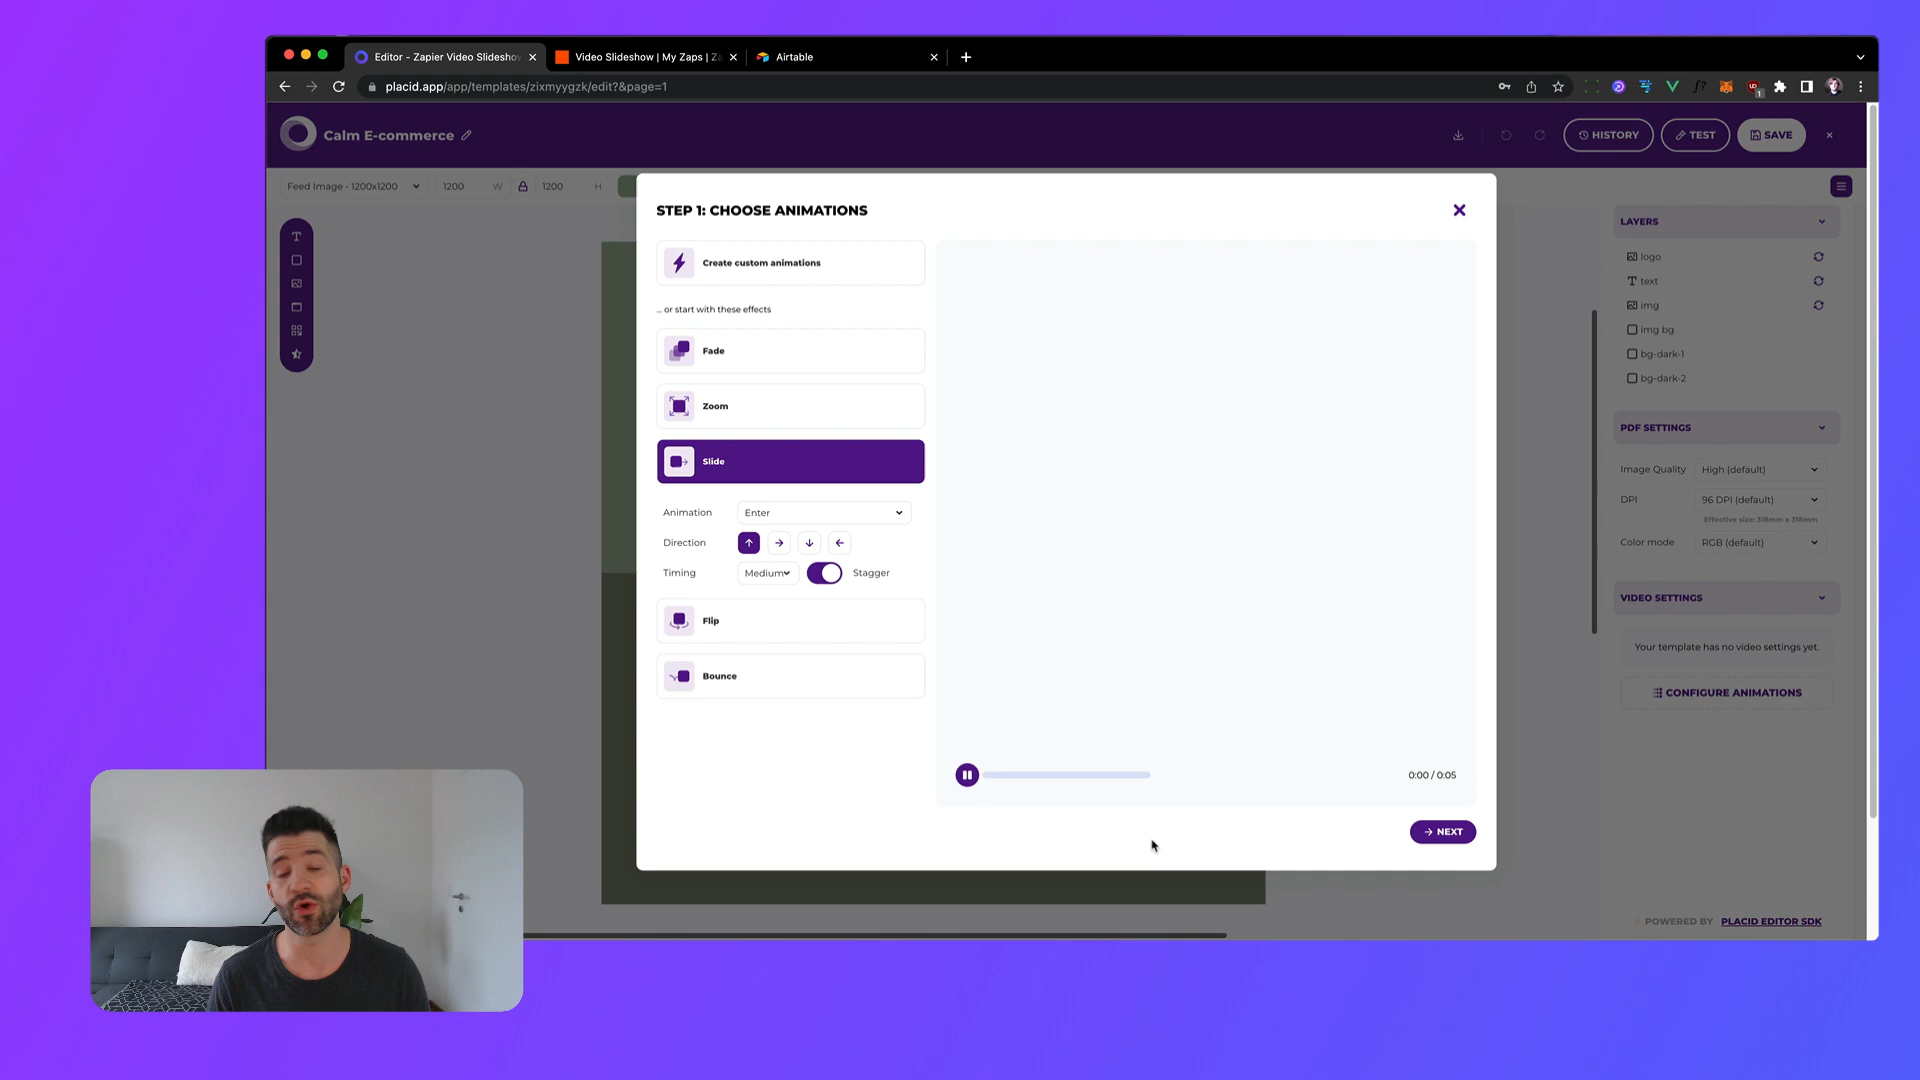 Editor - Zapier Video Slideshow
Video Slideshow | My Zaps | Za
Airtable
placid.app/app/templates/zixmyygzk/edit?&page=1
Calm E-commerce
HISTORY
TEST
SAVE
Feed Image - 1200x1200
1200 W
1200 H
STEP 1: CHOOSE ANIMATIONS
Create custom animations
... or start with these effects
Fade
Zoom
Slide
Animation Enter
Direction
Timing Medium Stagger
Flip
Bounce
0:00 / 0:05
NEXT
LAYERS
logo
text
img
img bg
bg-dark-1
bg-dark-2
PDF SETTINGS
Image Quality High (default)
DPI 96 DPI (default)
Effective size: 318mm x 318mm
Color mode RGB (default)
VIDEO SETTINGS
Your template has no video settings yet.
CONFIGURE ANIMATIONS
POWERED BY PLACID EDITOR SDK